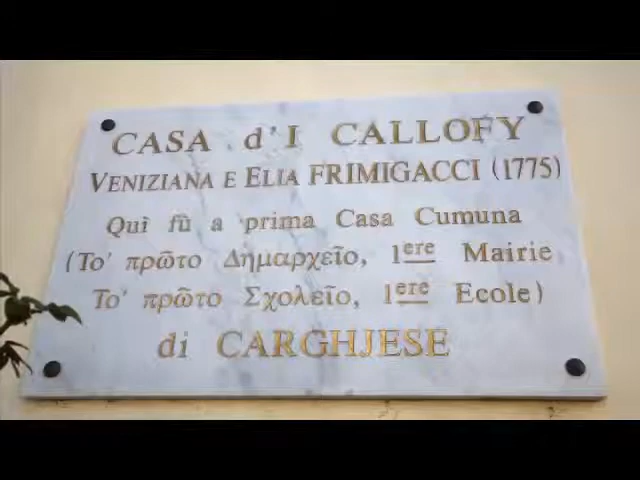 CASA d'I CALLOFY
VENIZIANA E ELIA FRIMIGACCI (1775)
Quì fù a prima Casa Cumuna
(Το' πρῶτο Δημαρχεῖο, 1ere Mairie
Το' πρῶτο Σχολεῖο, 1ere Ecole)
di CARGHJESE